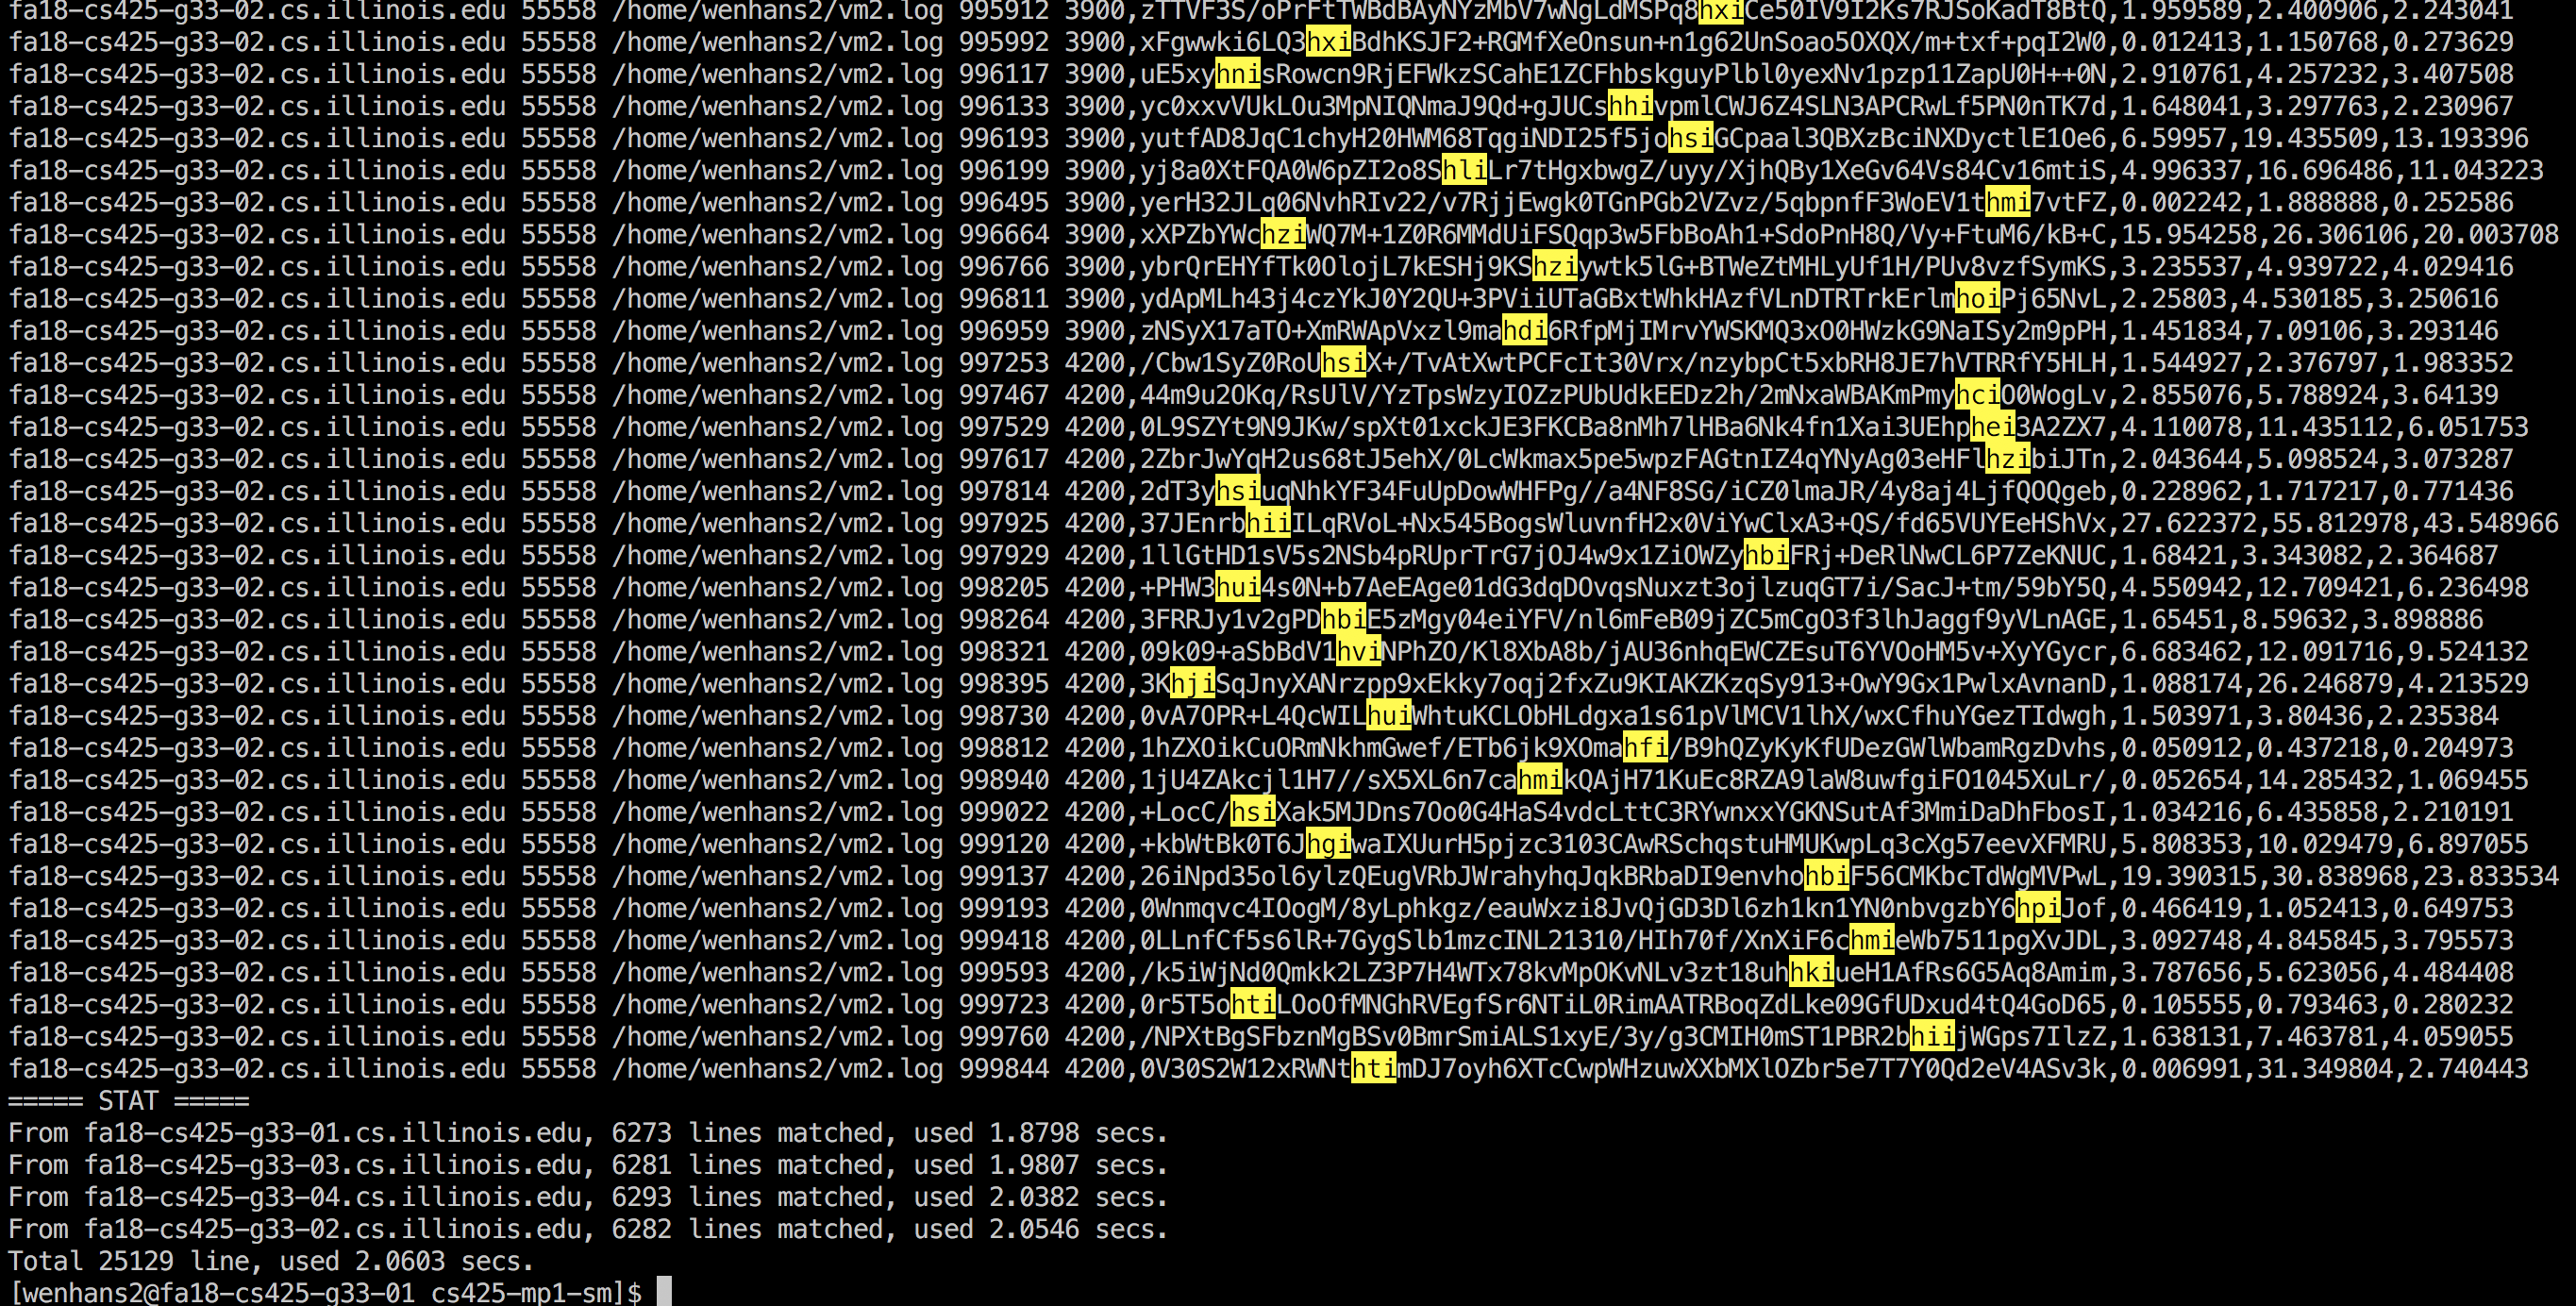 fa18-cs425-g33-02.cs.illinois.edu 55558 /home/wenhans2/vm2.log 995912 3900,zTTVF3S/oPrFtTWBdBAyNYzMbV7wNgLdMSPq8hxiCe50IV9I2Ks7RJSoKadT8BtQ,1.959589,2.400906,2.243041
fa18-cs425-g33-02.cs.illinois.edu 55558 /home/wenhans2/vm2.log 995992 3900,xFgwwki6LQ3hxiBdhKSJF2+RGMfXeOnsun+n1g62UnSoao5OXQX/m+txf+pqI2W0,0.012413,1.150768,0.273629
fa18-cs425-g33-02.cs.illinois.edu 55558 /home/wenhans2/vm2.log 996117 3900,uE5xyhnisRowcn9RjEFWkzSCahE1ZCFhbskguyPlbl0yexNv1pzp11ZapU0H++0N,2.910761,4.257232,3.407508
fa18-cs425-g33-02.cs.illinois.edu 55558 /home/wenhans2/vm2.log 996133 3900,yc0xxvVUkLOu3MpNIQNmaJ9Qd+gJUCshhivpmlCWJ6Z4SLN3APCRwLf5PN0nTK7d,1.648041,3.297763,2.230967
fa18-cs425-g33-02.cs.illinois.edu 55558 /home/wenhans2/vm2.log 996193 3900,yutfAD8JqC1chyH20HWM68TqgiNDI25f5johsiGCpaal3QBXzBciNXDyctlE1Oe6,6.59957,19.435509,13.193396
fa18-cs425-g33-02.cs.illinois.edu 55558 /home/wenhans2/vm2.log 996199 3900,yj8a0XtFQA0W6pZI2o8ShliLr7tHgxbwgZ/uyy/XjhQBy1XeGv64Vs84Cv16mtiS,4.996337,16.696486,11.043223
fa18-cs425-g33-02.cs.illinois.edu 55558 /home/wenhans2/vm2.log 996495 3900,yerH32JLq06NvhRIv22/v7RjjEwgk0TGnPGb2VZvz/5qbpnfF3WoEV1thmi7vtFZ,0.002242,1.888888,0.252586
fa18-cs425-g33-02.cs.illinois.edu 55558 /home/wenhans2/vm2.log 996664 3900,xXPZbYWchziWQ7M+1Z0R6MMdUiFSQqp3w5FbBoAh1+SdoPnH8Q/Vy+FtuM6/kB+C,15.954258,26.306106,20.003708
fa18-cs425-g33-02.cs.illinois.edu 55558 /home/wenhans2/vm2.log 996766 3900,ybrQrEHYfTk0OlojL7kESHj9KShziywtk5lG+BTWeZtMHLyUf1H/PUv8vzfSymKS,3.235537,4.939722,4.029416
fa18-cs425-g33-02.cs.illinois.edu 55558 /home/wenhans2/vm2.log 996811 3900,ydApMLh43j4czYkJ0Y2QU+3PViiUTaGBxtWhkHAzfVLnDTRTrkErlmhoiPj65NvL,2.25803,4.530185,3.250616
fa18-cs425-g33-02.cs.illinois.edu 55558 /home/wenhans2/vm2.log 996959 3900,zNSyX17aTO+XmRWApVxzl9mahdi6RfpMjIMrvYWSKMQ3xO0HWzkG9NaISy2m9pPH,1.451834,7.09106,3.293146
fa18-cs425-g33-02.cs.illinois.edu 55558 /home/wenhans2/vm2.log 997253 4200,/Cbw1SyZ0RoUhsiX+/TvAtXwtPCFcIt30Vrx/nzybpCt5xbRH8JE7hVTRRfY5HLH,1.544927,2.376797,1.983352
fa18-cs425-g33-02.cs.illinois.edu 55558 /home/wenhans2/vm2.log 997467 4200,44m9u2OKq/RsUlV/YzTpsWzyIOZzPUbUdkEEDz2h/2mNxaWBAKmPmyhciO0WogLv,2.855076,5.788924,3.64139
fa18-cs425-g33-02.cs.illinois.edu 55558 /home/wenhans2/vm2.log 997529 4200,0L9SZYt9N9JKw/spXt01xckJE3FKCBa8nMh7lHBa6Nk4fn1Xai3UEhphei3A2ZX7,4.110078,11.435112,6.051753
fa18-cs425-g33-02.cs.illinois.edu 55558 /home/wenhans2/vm2.log 997617 4200,2ZbrJwYqH2us68tJ5ehX/0LcWkmax5pe5wpzFAGtnIZ4qYNyAg03eHFlhzibiJTn,2.043644,5.098524,3.073287
fa18-cs425-g33-02.cs.illinois.edu 55558 /home/wenhans2/vm2.log 997814 4200,2dT3yhsiuqNhkYF34FuUpDowWHFPg//a4NF8SG/iCZ0lmaJR/4y8aj4LjfQOQgeb,0.228962,1.717217,0.771436
fa18-cs425-g33-02.cs.illinois.edu 55558 /home/wenhans2/vm2.log 997925 4200,37JEnrbhiiILqRVoL+Nx545BogsWluvnfH2x0ViYwClxA3+QS/fd65VUYEeHShVx,27.622372,55.812978,43.548966
fa18-cs425-g33-02.cs.illinois.edu 55558 /home/wenhans2/vm2.log 997929 4200,1llGtHD1sV5s2NSb4pRUprTrG7jOJ4w9x1ZiOWZyhbiFRj+DeRlNwCL6P7ZeKNUC,1.68421,3.343082,2.364687
fa18-cs425-g33-02.cs.illinois.edu 55558 /home/wenhans2/vm2.log 998205 4200,+PHW3hui4s0N+b7AeEAge01dG3dqDOvqsNuxzt3ojlzuqGT7i/SacJ+tm/59bY5Q,4.550942,12.709421,6.236498
fa18-cs425-g33-02.cs.illinois.edu 55558 /home/wenhans2/vm2.log 998264 4200,3FRRJy1v2gPDhbiE5zMgy04eiYFV/nl6mFeB09jZC5mCgO3f3lhJaggf9yVLnAGE,1.65451,8.59632,3.898886
fa18-cs425-g33-02.cs.illinois.edu 55558 /home/wenhans2/vm2.log 998321 4200,09k09+aSbBdV1hviNPhZO/Kl8XbA8b/jAU36nhqEWCZEsuT6YVOoHM5v+XyYGycr,6.683462,12.091716,9.524132
fa18-cs425-g33-02.cs.illinois.edu 55558 /home/wenhans2/vm2.log 998395 4200,3KhjiSqJnyXANrzpp9xEkky7oqj2fxZu9KIAKZKzqSy913+OwY9Gx1PwlxAvnanD,1.088174,26.246879,4.213529
fa18-cs425-g33-02.cs.illinois.edu 55558 /home/wenhans2/vm2.log 998730 4200,0vA7OPR+L4QcWILhuiWhtuKCLObHLdgxa1s61pVlMCV1lhX/wxCfhuYGezTIdwgh,1.503971,3.80436,2.235384
fa18-cs425-g33-02.cs.illinois.edu 55558 /home/wenhans2/vm2.log 998812 4200,1hZXOikCuORmNkhmGwef/ETb6jk9XOmahfi/B9hQZyKyKfUDezGWlWbamRgzDvhs,0.050912,0.437218,0.204973
fa18-cs425-g33-02.cs.illinois.edu 55558 /home/wenhans2/vm2.log 998940 4200,1jU4ZAkcjl1H7//sX5XL6n7cahmikQAjH71KuEc8RZA9laW8uwfgiFO1045XuLr/,0.052654,14.285432,1.069455
fa18-cs425-g33-02.cs.illinois.edu 55558 /home/wenhans2/vm2.log 999022 4200,+LocC/hsiXak5MJDns7Oo0G4HaS4vdcLttC3RYwnxxYGKNSutAf3MmiDaDhFbosI,1.034216,6.435858,2.210191
fa18-cs425-g33-02.cs.illinois.edu 55558 /home/wenhans2/vm2.log 999120 4200,+kbWtBk0T6JhgiwaIXUurH5pjzc3103CAwRSchqstuHMUKwpLq3cXg57eevXFMRU,5.808353,10.029479,6.897055
fa18-cs425-g33-02.cs.illinois.edu 55558 /home/wenhans2/vm2.log 999137 4200,26iNpd35ol6ylzQEugVRbJWrahyhqJqkBRbaDI9envhohbiF56CMKbcTdWgMVPwL,19.390315,30.838968,23.833534
fa18-cs425-g33-02.cs.illinois.edu 55558 /home/wenhans2/vm2.log 999193 4200,0Wnmqvc4IOogM/8yLphkgz/eauWxzi8JvQjGD3Dl6zh1kn1YN0nbvgzbY6hpiJof,0.466419,1.052413,0.649753
fa18-cs425-g33-02.cs.illinois.edu 55558 /home/wenhans2/vm2.log 999418 4200,0LLnfCf5s6lR+7GygSlb1mzcINL21310/HIh70f/XnXiF6chmieWb7511pgXvJDL,3.092748,4.845845,3.795573
fa18-cs425-g33-02.cs.illinois.edu 55558 /home/wenhans2/vm2.log 999593 4200,/k5iWjNd0Qmkk2LZ3P7H4WTx78kvMpOKvNLv3zt18uhhkiueH1AfRs6G5Aq8Amim,3.787656,5.623056,4.484408
fa18-cs425-g33-02.cs.illinois.edu 55558 /home/wenhans2/vm2.log 999723 4200,0r5T5ohtiLOoOfMNGhRVEgfSr6NTiL0RimAATRBoqZdLke09GfUDxud4tQ4GoD65,0.105555,0.793463,0.280232
fa18-cs425-g33-02.cs.illinois.edu 55558 /home/wenhans2/vm2.log 999760 4200,/NPXtBgSFbznMgBSv0BmrSmiALS1xyE/3y/g3CMIH0mST1PBR2bhiijWGps7IlzZ,1.638131,7.463781,4.059055
fa18-cs425-g33-02.cs.illinois.edu 55558 /home/wenhans2/vm2.log 999844 4200,0V30S2W12xRWNthtimDJ7oyh6XTcCwpWHzuwXXbMXlOZbr5e7T7Y0Qd2eV4ASv3k,0.006991,31.349804,2.740443
===== STAT =====
From fa18-cs425-g33-01.cs.illinois.edu, 6273 lines matched, used 1.8798 secs.
From fa18-cs425-g33-03.cs.illinois.edu, 6281 lines matched, used 1.9807 secs.
From fa18-cs425-g33-04.cs.illinois.edu, 6293 lines matched, used 2.0382 secs.
From fa18-cs425-g33-02.cs.illinois.edu, 6282 lines matched, used 2.0546 secs.
Total 25129 line, used 2.0603 secs.
[wenhans2@fa18-cs425-g33-01 cs425-mp1-sm]$